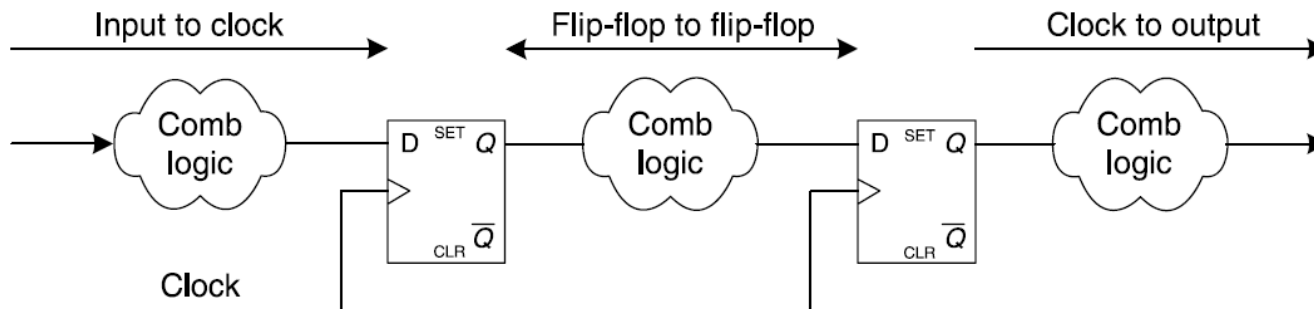 Input to clock
Flip-flop to flip-flop
Clock to output
Comb
logic
D SET Q
Q̅
CLR
Comb
logic
D SET Q
Q̅
CLR
Comb
logic
Clock